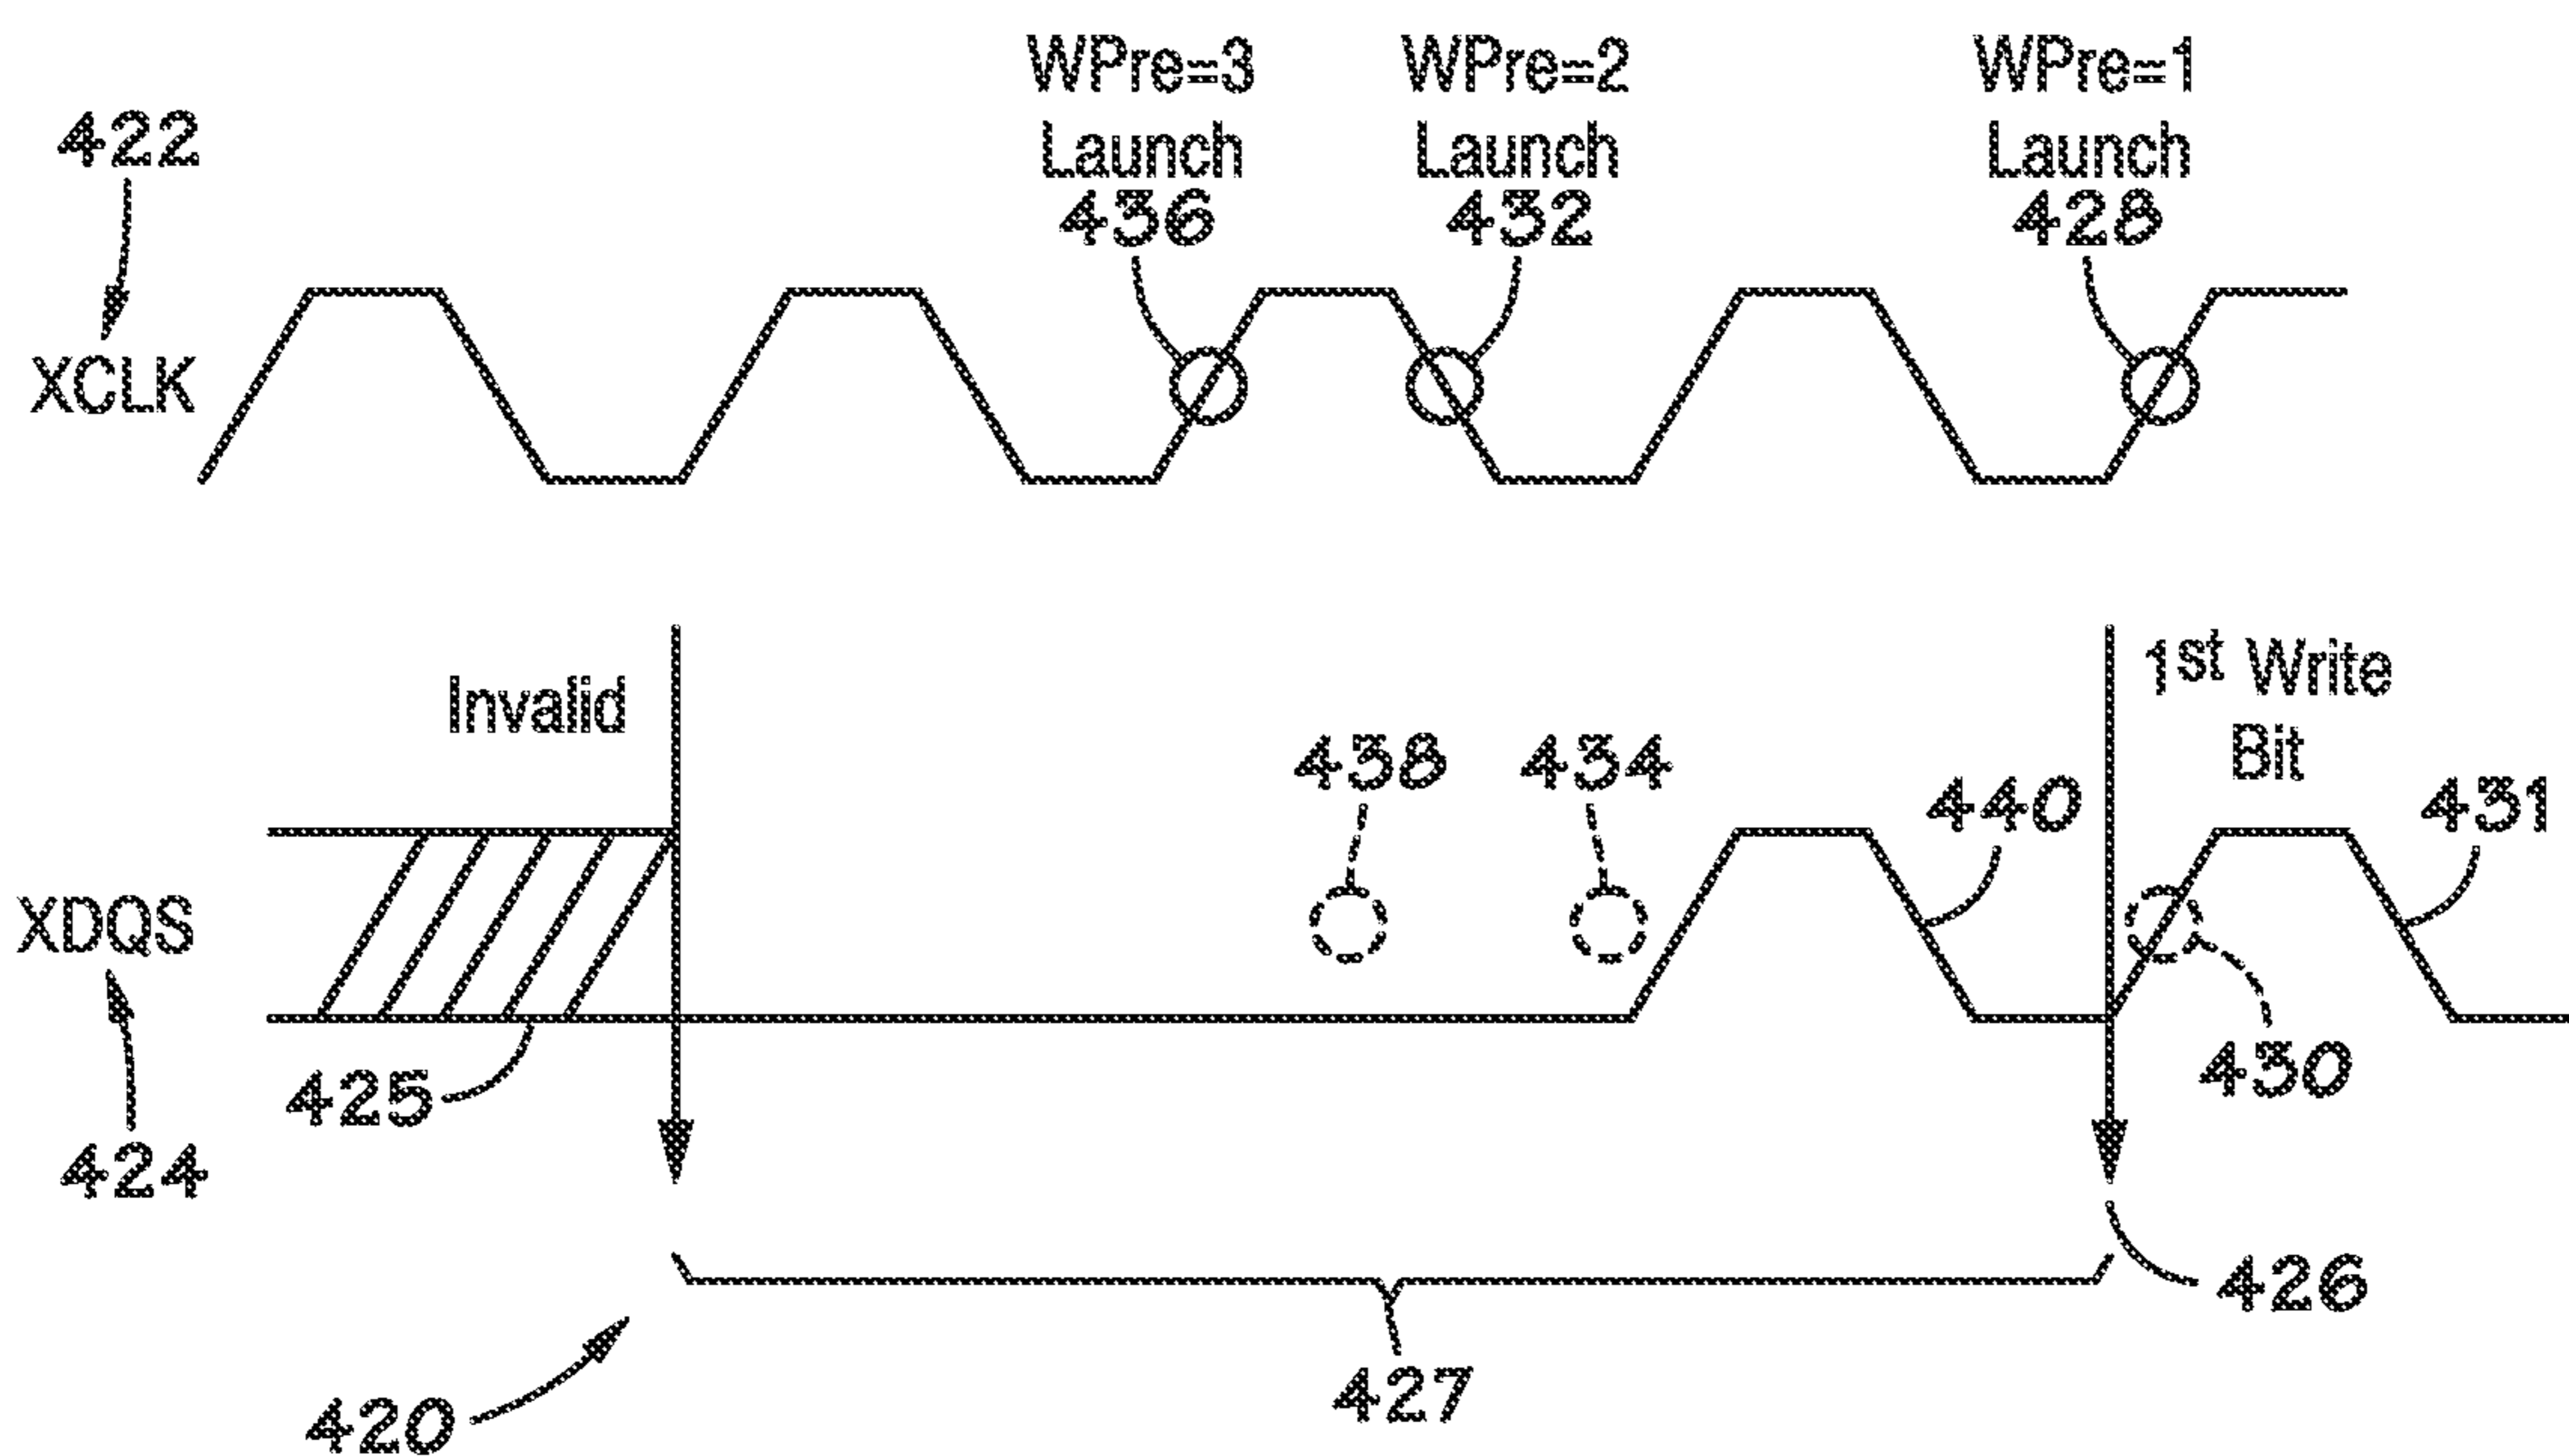 WPre=3
Launch
436
WPre=2
Launch
432
WPre=1
Launch
428
422
XCLK
Invalid
1st Write
Bit
438
434
440
431
XDQS
425
430
424
426
427
420